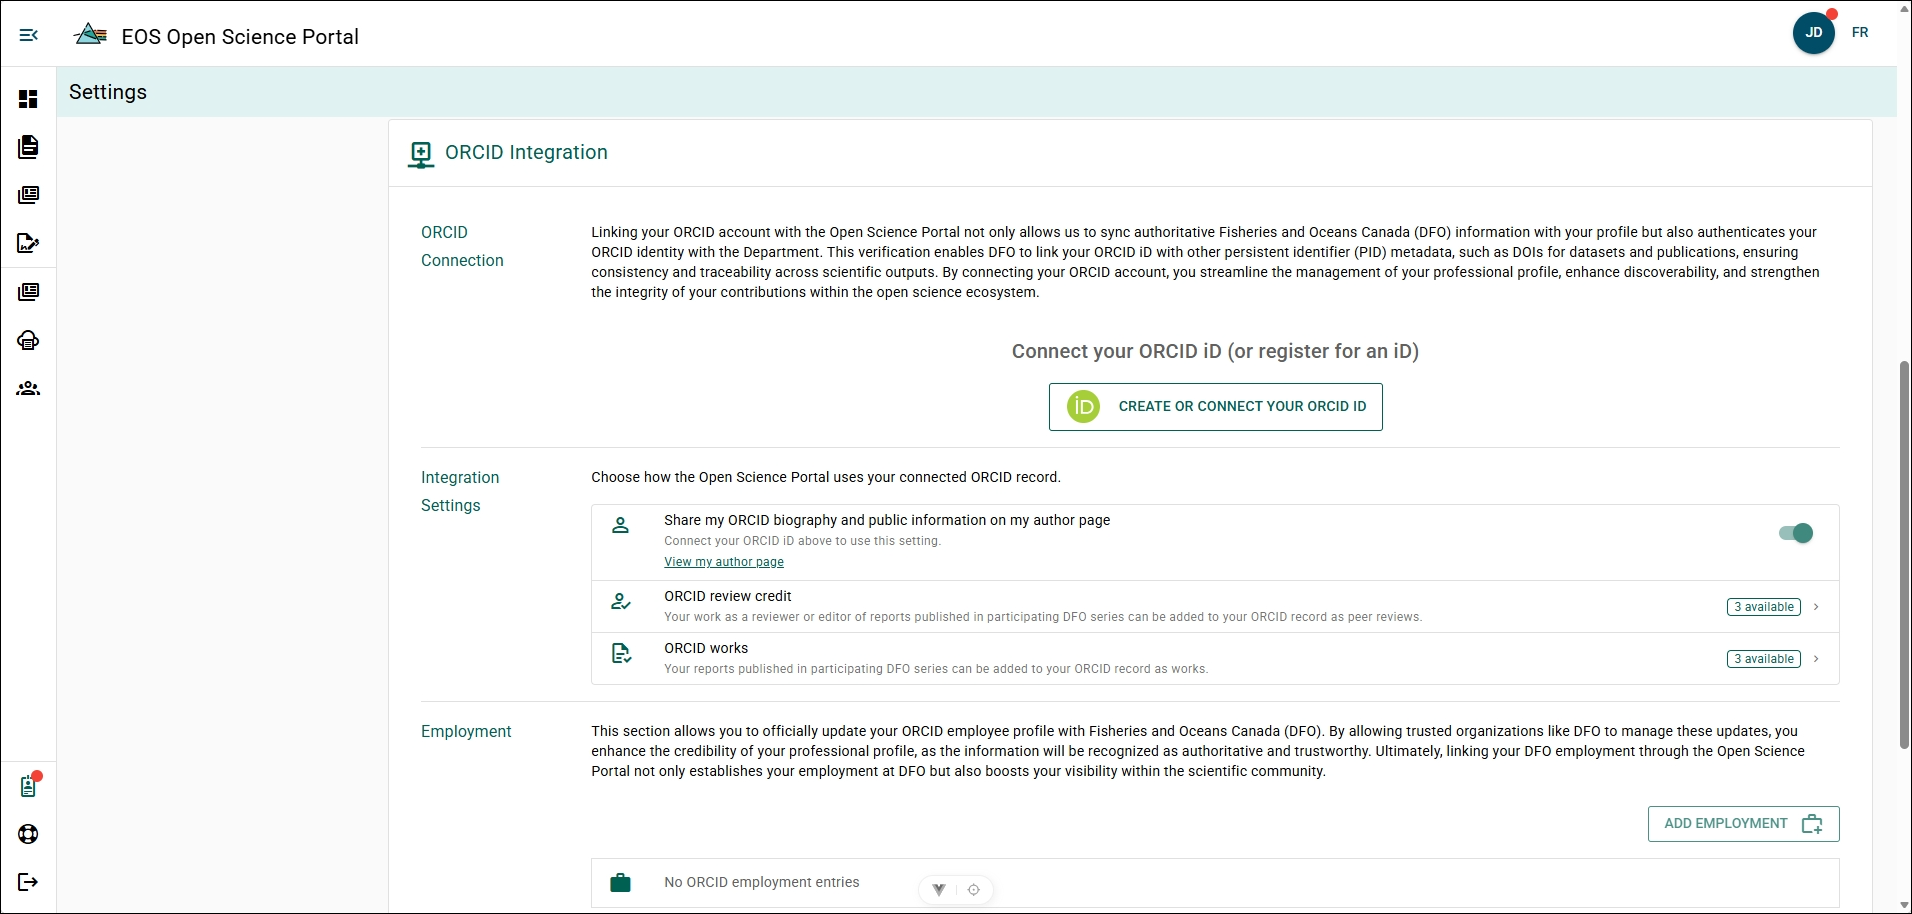 EOS Open Science Portal
JD
FR
Settings
ORCID Integration
ORCID
Connection
Linking your ORCID account with the Open Science Portal not only allows us to sync authoritative Fisheries and Oceans Canada (DFO) information with your profile but also authenticates your
ORCID identity with the Department. This verification enables DFO to link your ORCID iD with other persistent identifier (PID) metadata, such as DOIs for datasets and publications, ensuring
consistency and traceability across scientific outputs. By connecting your ORCID account, you streamline the management of your professional profile, enhance discoverability, and strengthen
the integrity of your contributions within the open science ecosystem.
Connect your ORCID iD (or register for an iD)
iD CREATE OR CONNECT YOUR ORCID ID
Integration
Settings
Choose how the Open Science Portal uses your connected ORCID record.
Share my ORCID biography and public information on my author page
Connect your ORCID iD above to use this setting.
View my author page
ORCID review credit
Your work as a reviewer or editor of reports published in participating DFO series can be added to your ORCID record as peer reviews.
3 available
ORCID works
Your reports published in participating DFO series can be added to your ORCID record as works.
3 available
Employment
This section allows you to officially update your ORCID employee profile with Fisheries and Oceans Canada (DFO). By allowing trusted organizations like DFO to manage these updates, you
enhance the credibility of your professional profile, as the information will be recognized as authoritative and trustworthy. Ultimately, linking your DFO employment through the Open Science
Portal not only establishes your employment at DFO but also boosts your visibility within the scientific community.
ADD EMPLOYMENT
No ORCID employment entries